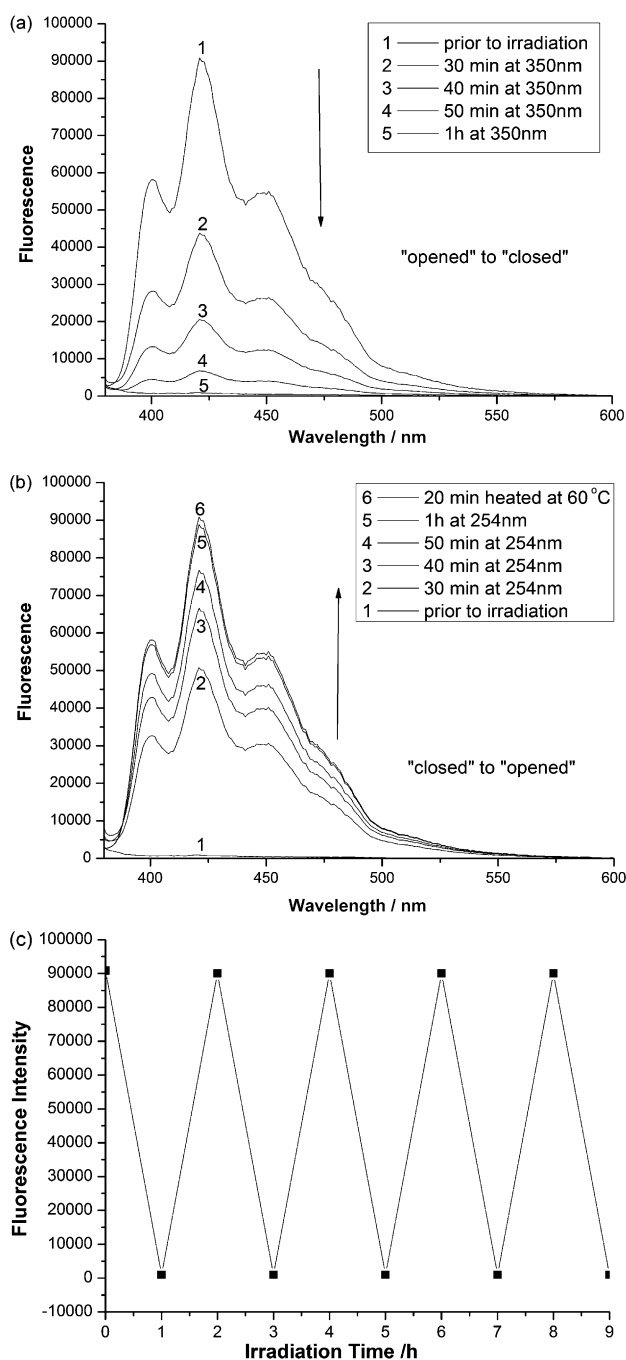 (a)
100000
90000
80000
70000
60000
50000
40000
30000
20000
10000
0
Fluorescence
1
2
3
4
5
1 prior to irradiation
2 30 min at 350nm
3 40 min at 350nm
4 50 min at 350nm
5 1h at 350nm
"opened" to "closed"
400 450 500 550 600
Wavelength / nm
(b)
100000
90000
80000
70000
60000
50000
40000
30000
20000
10000
0
Fluorescence
6
5
4
3
2
1
6 20 min heated at 60 °C
5 1h at 254nm
4 50 min at 254nm
3 40 min at 254nm
2 30 min at 254nm
1 prior to irradiation
"closed" to "opened"
400 450 500 550 600
Wavelength / nm
(c)
100000
90000
80000
70000
60000
50000
40000
30000
20000
10000
0
-10000
Fluorescence Intensity
0 1 2 3 4 5 6 7 8 9
Irradiation Time /h